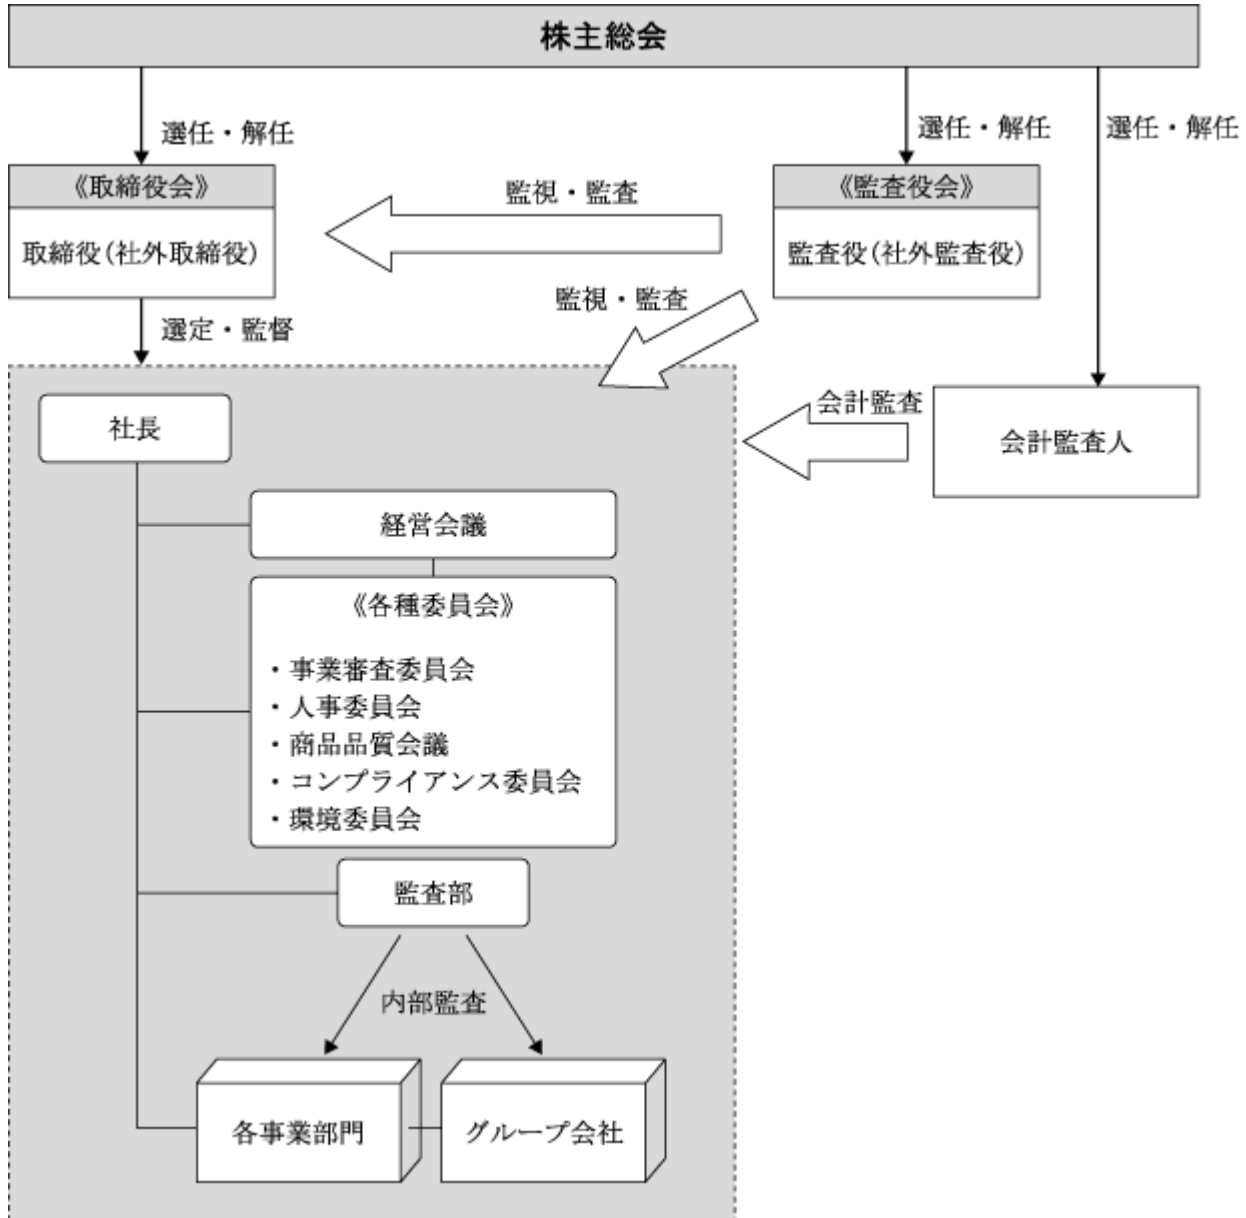 株主総会
選任・解任
選任・解任
選任・解任
《取締役会》
取締役(社外取締役)
監視・監査
《監査役会》
監査役(社外監査役)
監視・監査
選定・監督
社長
会計監査
会計監査人
経営会議
《各種委員会》
・事業審査委員会
・人事委員会
・商品品質会議
・コンプライアンス委員会
・環境委員会
監査部
内部監査
各事業部門
グループ会社